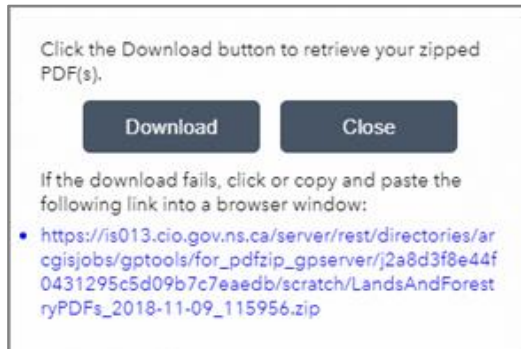 Click the Download button to retrieve your zipped
PDF(s).
Download
Close
If the download fails, click or copy and paste the
following link into a browser window:
https://is013.cio.gov.ns.ca/server/rest/directories/ar
cgisjobs/gptools/for_pdfzip_gpserver/j2a8d3f8e44f
0431295c5d09b7c7eaedb/scratch/LandsAndForest
ryPDFs_2018-11-09_115956.zip